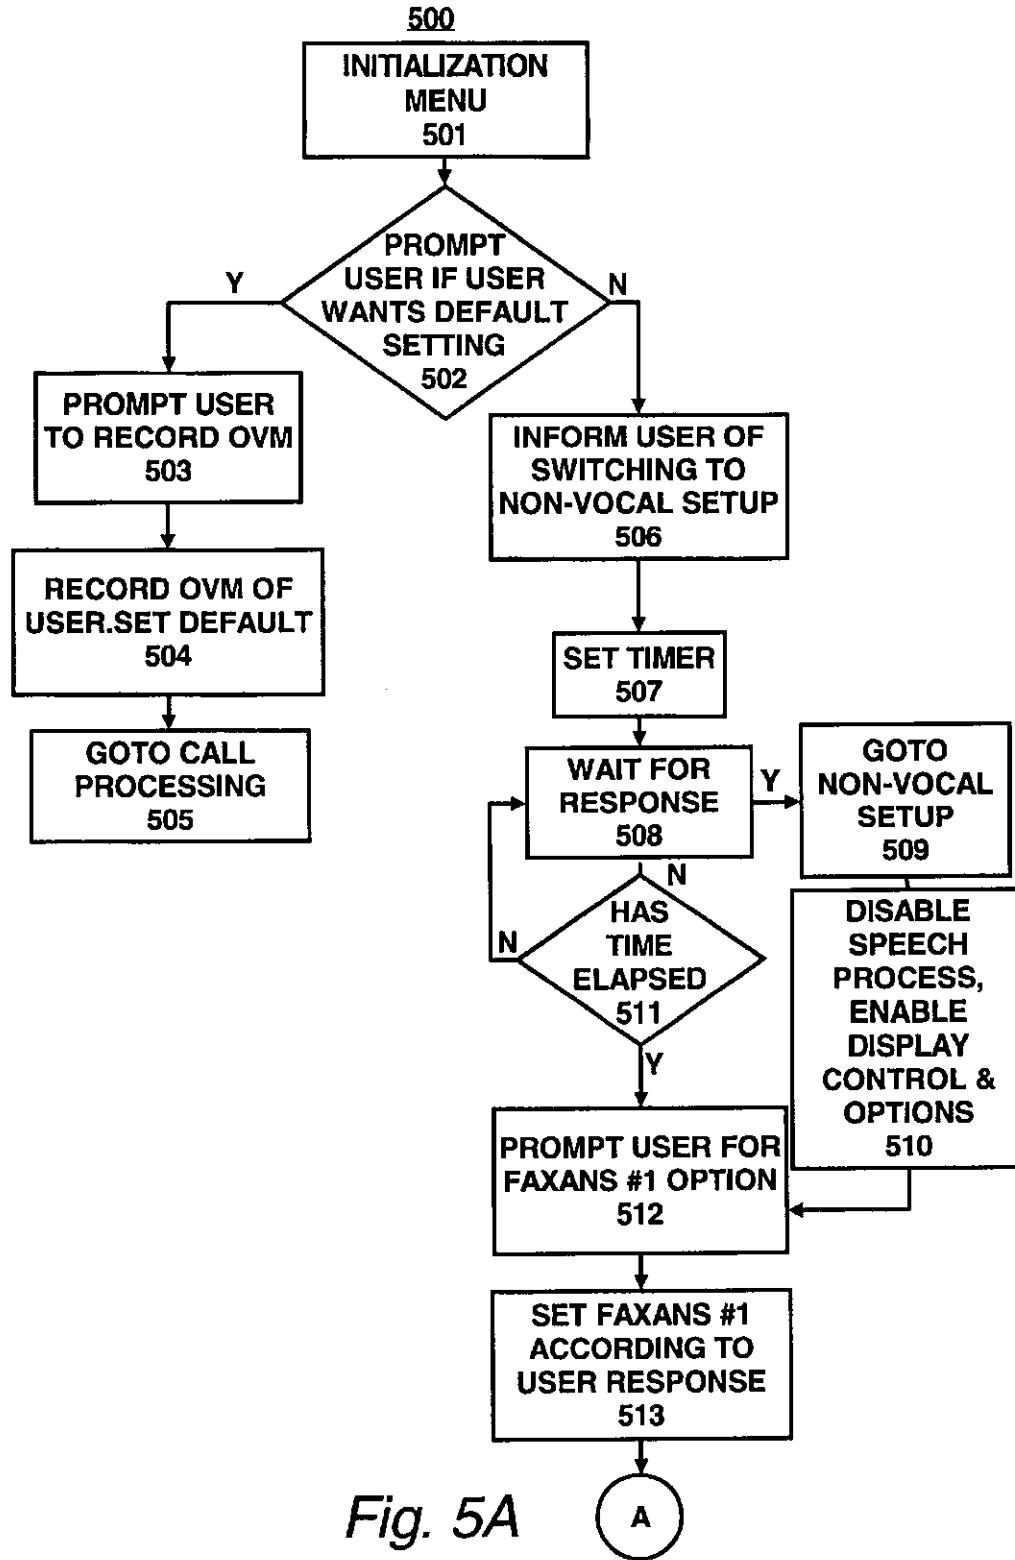 500
INITIALIZATION
MENU
501
PROMPT
USER IF USER
WANTS DEFAULT
SETTING
502
Y
N
PROMPT USER
TO RECORD OVM
503
RECORD OVM OF
USER.SET DEFAULT
504
GOTO CALL
PROCESSING
505
INFORM USER OF
SWITCHING TO
NON-VOCAL SETUP
506
SET TIMER
507
WAIT FOR
RESPONSE
508
Y
N
GOTO
NON-VOCAL
SETUP
509
DISABLE
SPEECH
PROCESS,
ENABLE
DISPLAY
CONTROL &
OPTIONS
510
HAS
TIME
ELAPSED
511
N
Y
PROMPT USER FOR
FAXANS #1 OPTION
512
SET FAXANS #1
ACCORDING TO
USER RESPONSE
513
A
Fig. 5A